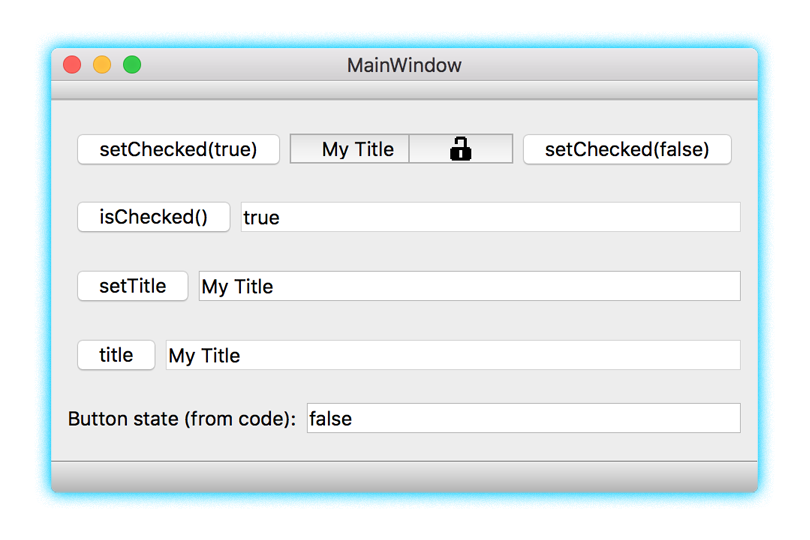 MainWindow
setChecked(true) My Title setChecked(false)
isChecked() true
setTitle My Title
title My Title
Button state (from code): false